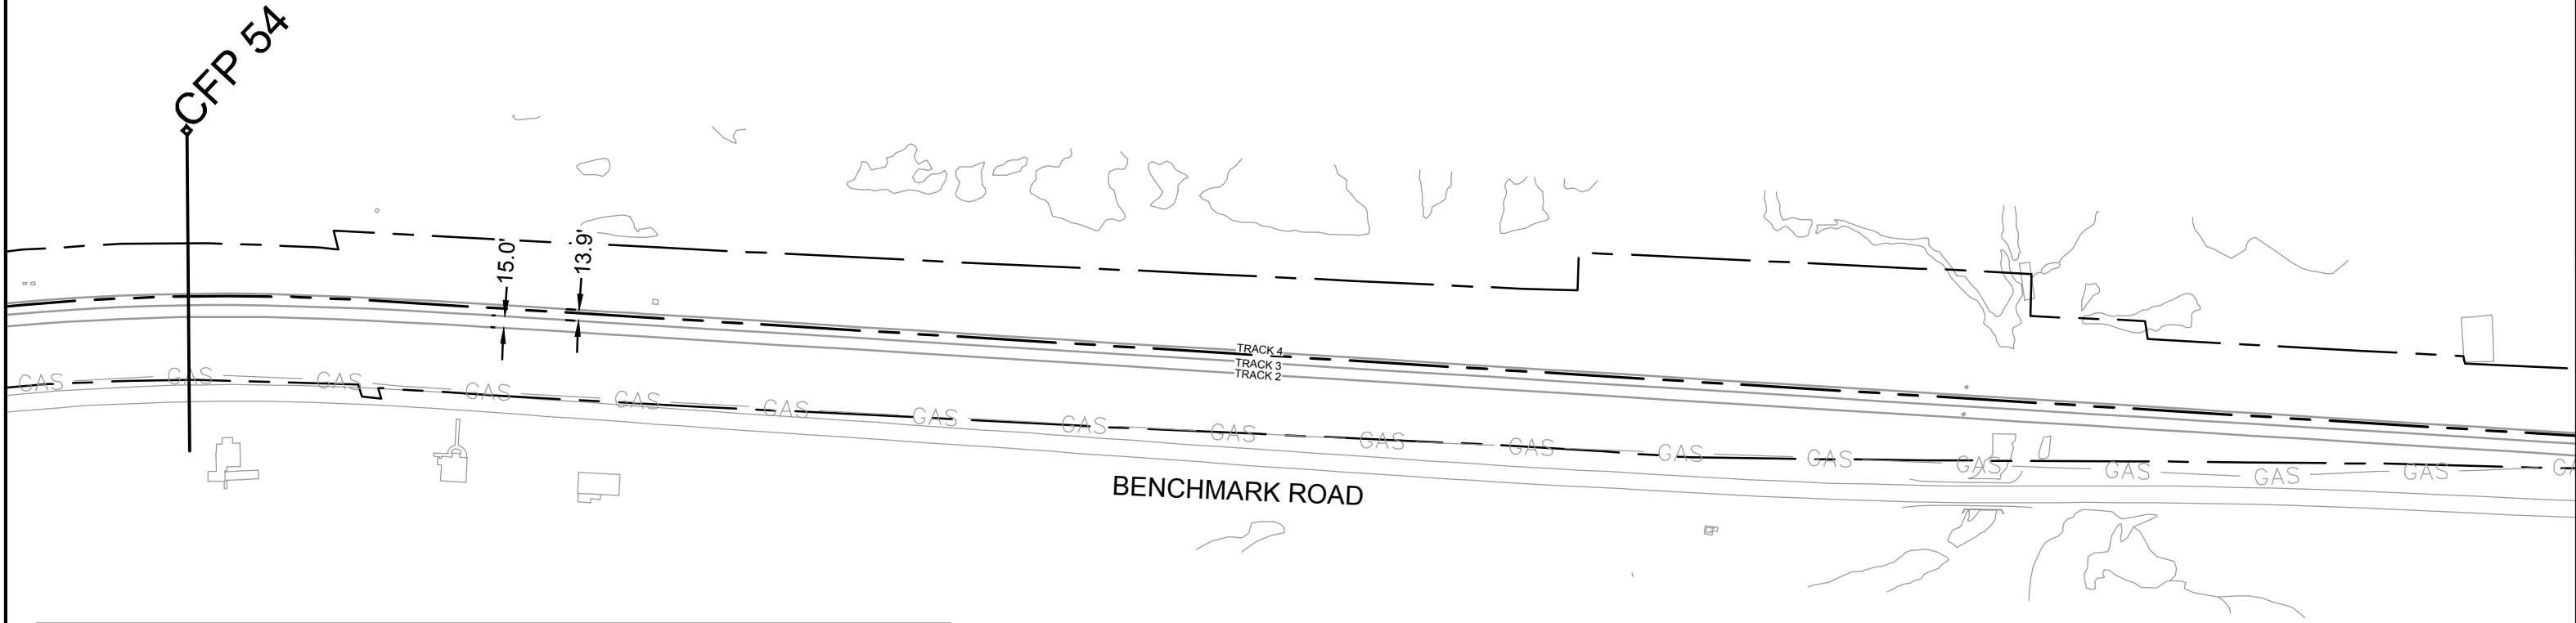 CFP 54
15.0'
13.9'
TRACK 4
TRACK 3
TRACK 2
GAS GAS GAS GAS GAS GAS GAS GAS GAS GAS GAS GAS GAS GAS GAS GAS GAS GA
BENCHMARK ROAD